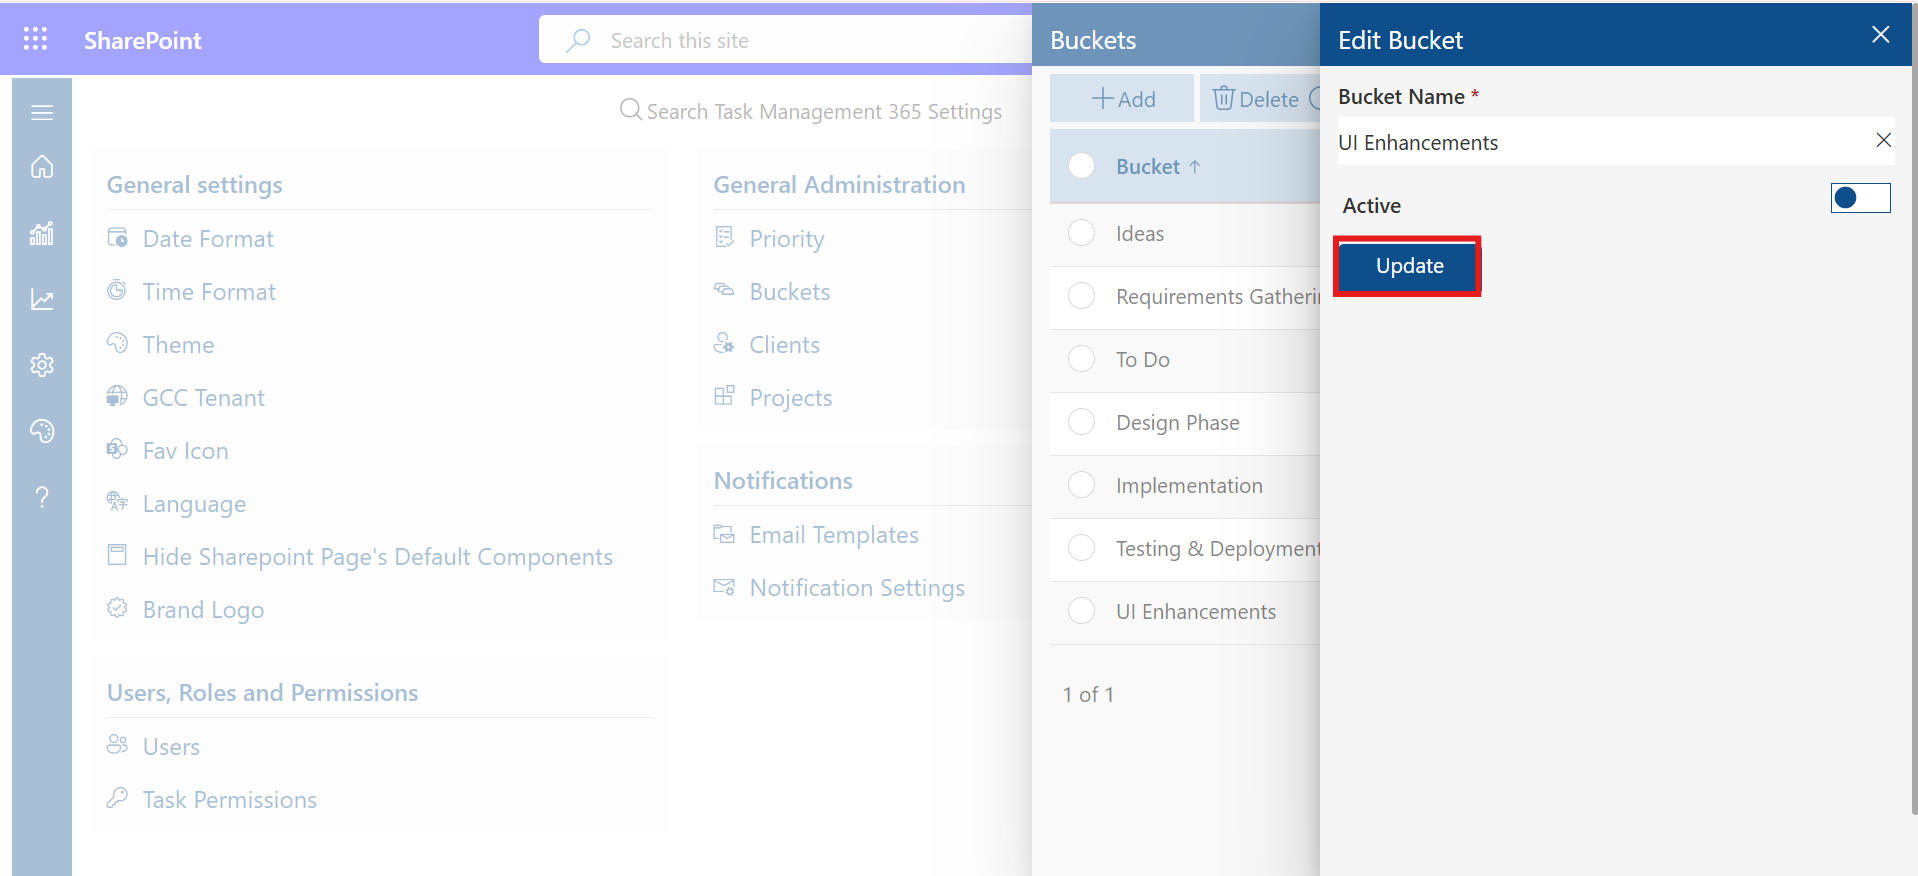 SharePoint
Search this site
Search Task Management 365 Settings
General settings
Date Format
Time Format
Theme
GCC Tenant
Fav Icon
Language
Hide Sharepoint Page's Default Components
Brand Logo
Users, Roles and Permissions
Users
Task Permissions
General Administration
Priority
Buckets
Clients
Projects
Notifications
Email Templates
Notification Settings
Buckets
Add
Delete
Bucket ↑
Ideas
Requirements Gatheri
To Do
Design Phase
Implementation
Testing & Deployment
UI Enhancements
1 of 1
Edit Bucket
Bucket Name *
UI Enhancements
Active
Update